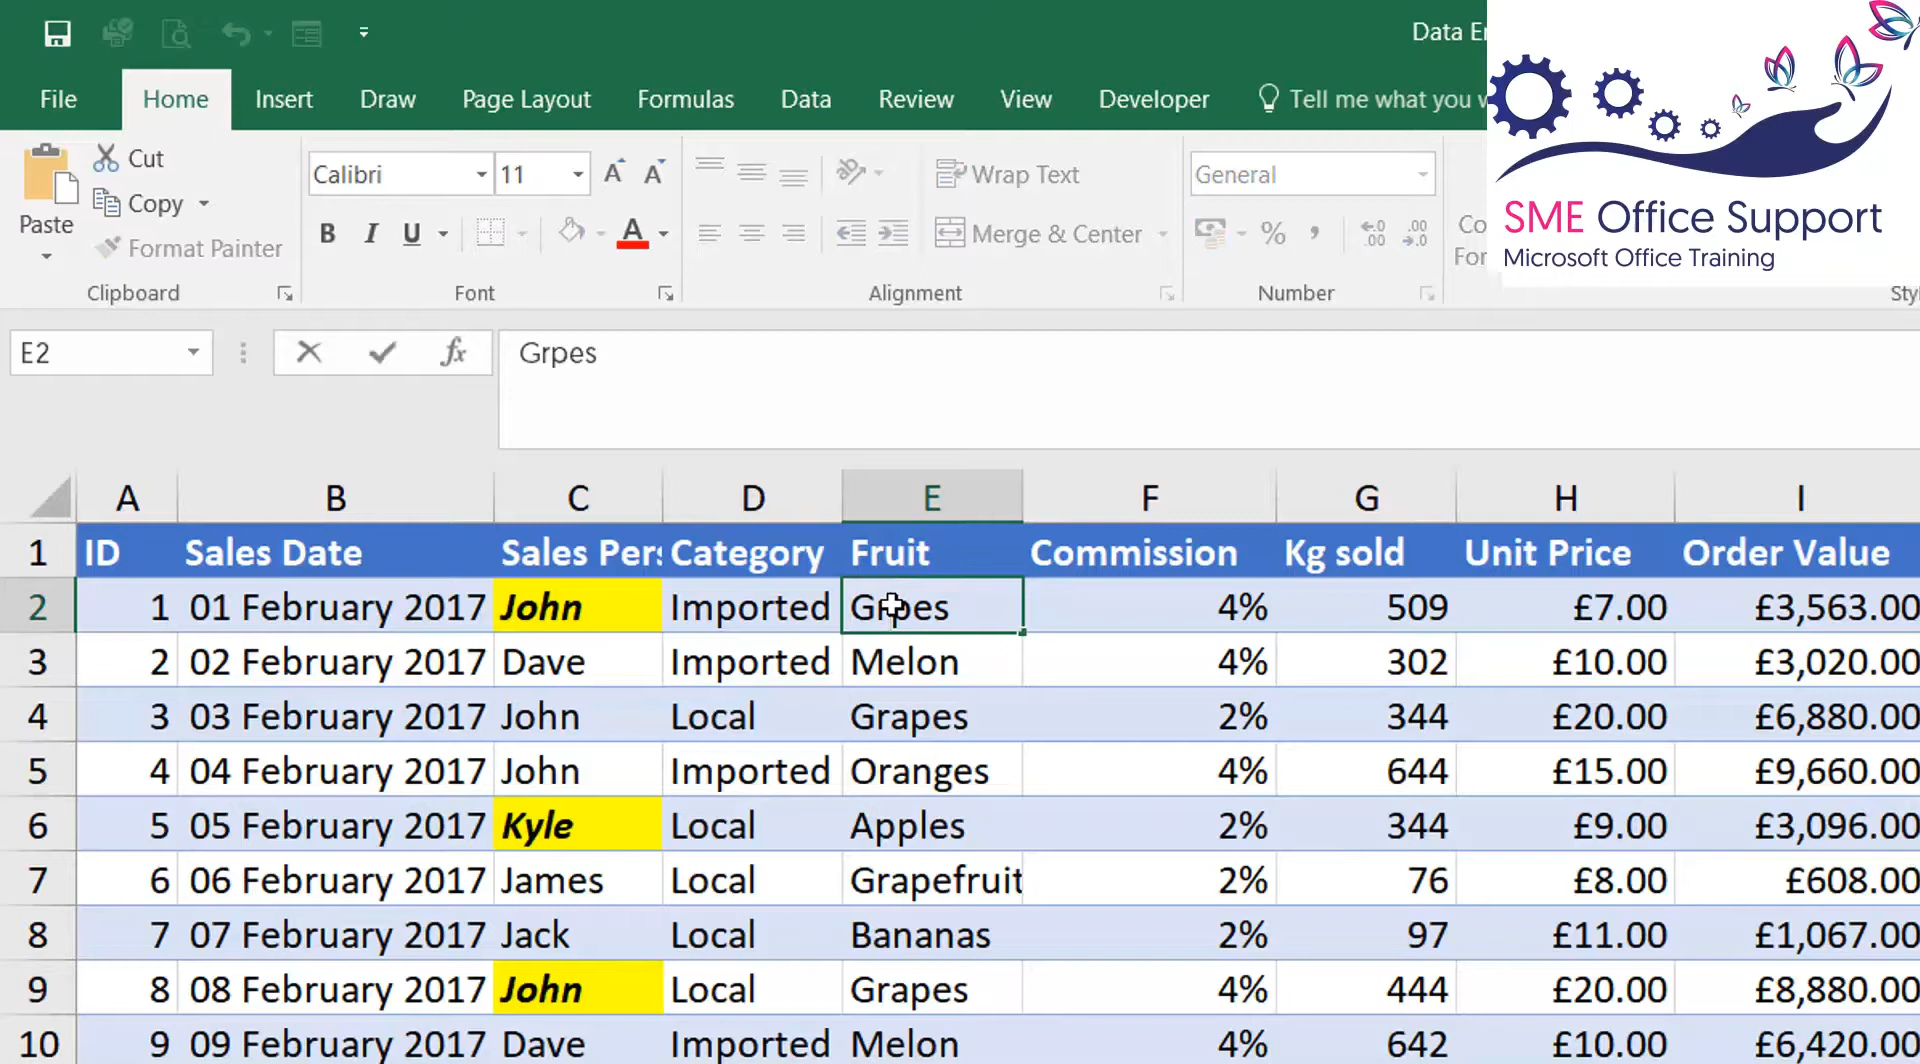 Data E
File Home Insert Draw Page Layout Formulas Data Review View Developer Tell me what you
Cut
Copy
Paste
Format Painter
Calibri 11 A A
B I U A
Wrap Text
Merge & Center
General
% , .00 .00
Clipboard Font Alignment Number
SME Office Support
Microsoft Office Training
E2 fx Grpes
A B C D E F G H I
1 ID Sales Date Sales Pers Category Fruit Commission Kg sold Unit Price Order Value
2 1 01 February 2017 John Imported Grpes 4% 509 £7.00 £3,563.00
3 2 02 February 2017 Dave Imported Melon 4% 302 £10.00 £3,020.00
4 3 03 February 2017 John Local Grapes 2% 344 £20.00 £6,880.00
5 4 04 February 2017 John Imported Oranges 4% 644 £15.00 £9,660.00
6 5 05 February 2017 Kyle Local Apples 2% 344 £9.00 £3,096.00
7 6 06 February 2017 James Local Grapefruit 2% 76 £8.00 £608.00
8 7 07 February 2017 Jack Local Bananas 2% 97 £11.00 £1,067.00
9 8 08 February 2017 John Local Grapes 4% 444 £20.00 £8,880.00
10 9 09 February 2017 Dave Imported Melon 4% 642 £10.00 £6,420.00